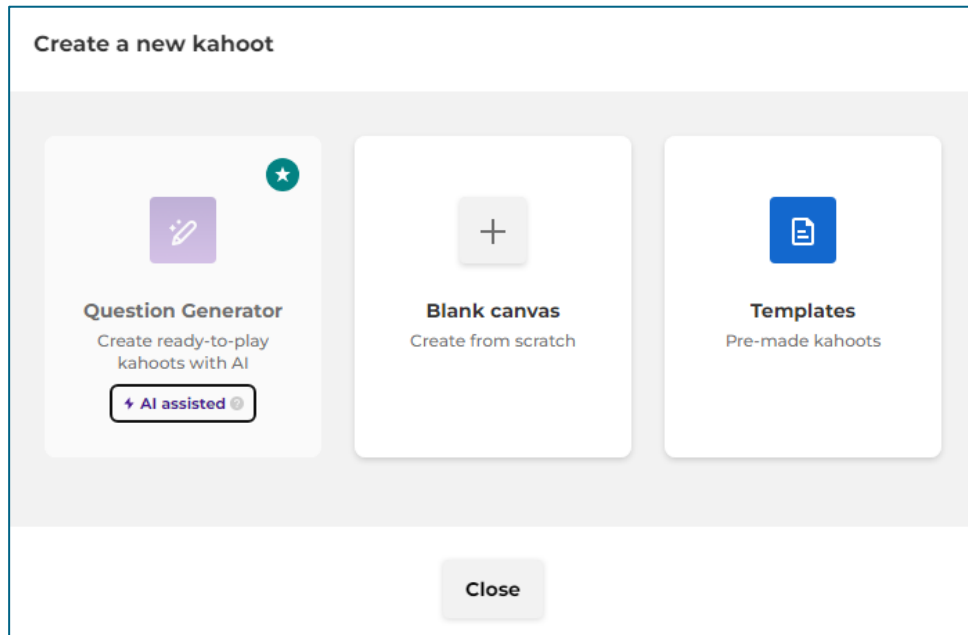 Create a new kahoot
Question Generator
Create ready-to-play
kahoots with AI
AI assisted
Blank canvas
Create from scratch
Templates
Pre-made kahoots
Close